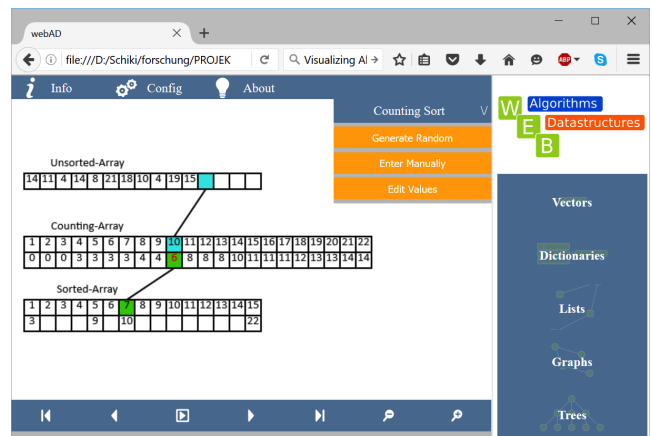 webAD
file:///D:/Schiki/forschung/PROJEK
Visualizing Al
ABP
S
Info
Config
About
Counting Sort V
Generate Random
Enter Manually
Edit Values
Unsorted-Array
14 11 4 14 8 21 18 10 4 19 15
Counting-Array
1 2 3 4 5 6 7 8 9 10 11 12 13 14 15 16 17 18 19 20 21 22
0 0 0 3 3 3 3 4 4 6 8 8 8 10 11 11 11 12 13 13 14 14
Sorted-Array
1 2 3 4 5 6 7 8 9 10 11 12 13 14 15
3 9 10 22
WEB
Algorithms
Datastructures
Vectors
Dictionaries
Lists
Graphs
Trees